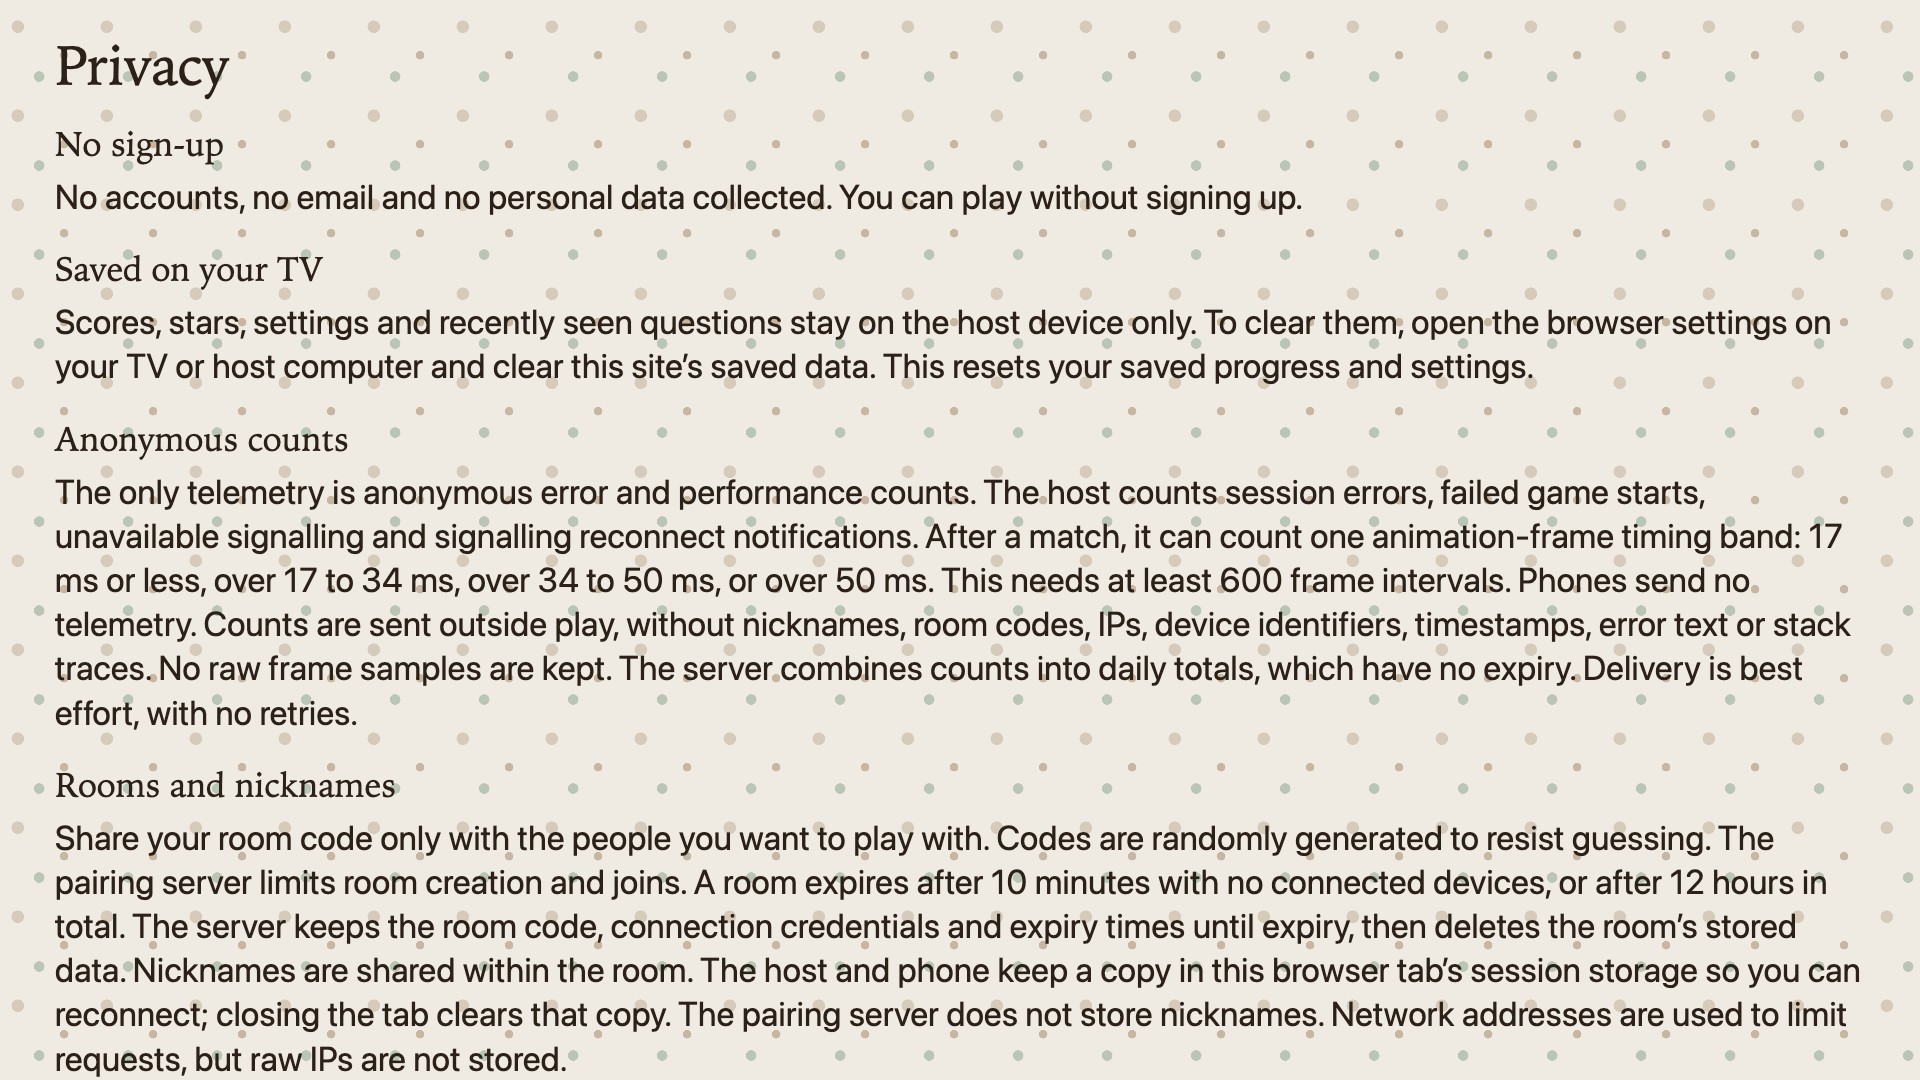 Privacy
No sign-up
No accounts, no email and no personal data collected. You can play without signing up.
Saved on your TV
Scores, stars, settings and recently seen questions stay on the host device only. To clear them, open the browser settings on
your TV or host computer and clear this site’s saved data. This resets your saved progress and settings.
Anonymous counts
The only telemetry is anonymous error and performance counts. The host counts session errors, failed game starts,
unavailable signalling and signalling reconnect notifications. After a match, it can count one animation-frame timing band: 17
ms or less, over 17 to 34 ms, over 34 to 50 ms, or over 50 ms. This needs at least 600 frame intervals. Phones send no
telemetry. Counts are sent outside play, without nicknames, room codes, IPs, device identifiers, timestamps, error text or stack
traces. No raw frame samples are kept. The server combines counts into daily totals, which have no expiry. Delivery is best
effort, with no retries.
Rooms and nicknames
Share your room code only with the people you want to play with. Codes are randomly generated to resist guessing. The
pairing server limits room creation and joins. A room expires after 10 minutes with no connected devices, or after 12 hours in
total. The server keeps the room code, connection credentials and expiry times until expiry, then deletes the room’s stored
data. Nicknames are shared within the room. The host and phone keep a copy in this browser tab’s session storage so you can
reconnect; closing the tab clears that copy. The pairing server does not store nicknames. Network addresses are used to limit
requests, but raw IPs are not stored.